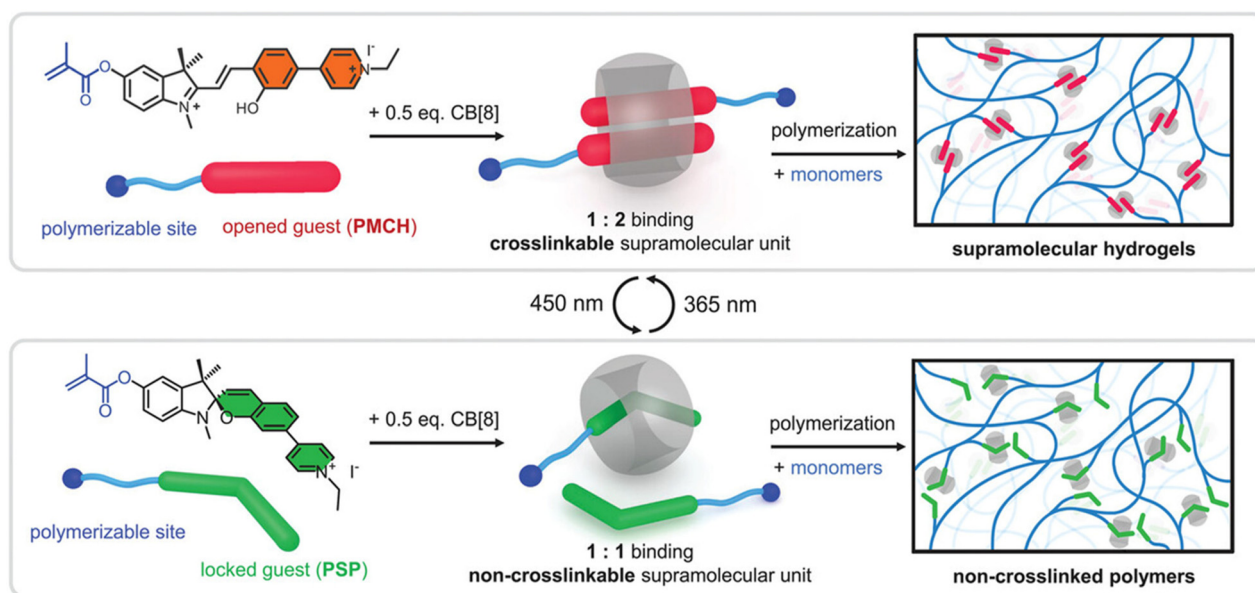 O
O
N
+
HO
I-
+
N
polymerizable site
opened guest (PMCH)
+ 0.5 eq. CB[8]
1 : 2 binding
crosslinkable supramolecular unit
polymerization
+ monomers
supramolecular hydrogels
450 nm
365 nm
O
O
N
O
N
+
I-
polymerizable site
locked guest (PSP)
+ 0.5 eq. CB[8]
1 : 1 binding
non-crosslinkable supramolecular unit
polymerization
+ monomers
non-crosslinked polymers